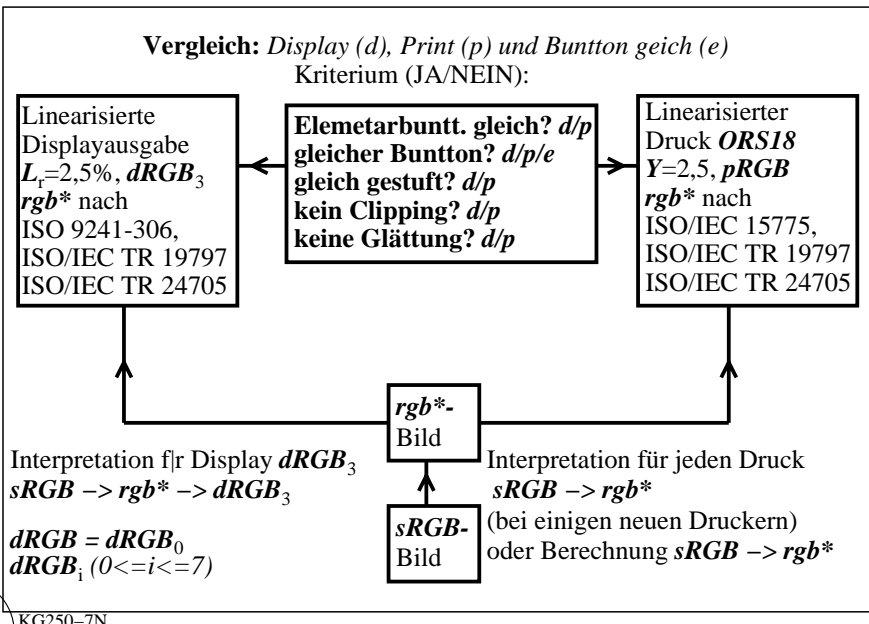 Vergleich: Display (d), Print (p) und Buntton geich (e)
Kriterium (JA/NEIN):
Linearisierte
Displayausgabe
Lr=2,5%, dRGB3
rgb* nach
ISO 9241-306,
ISO/IEC TR 19797
ISO/IEC TR 24705
Elemetarbuntt. gleich? d/p
gleicher Buntton? d/p/e
gleich gestuft? d/p
kein Clipping? d/p
keine Glättung? d/p
Linearisierter
Druck ORS18
Y=2,5, pRGB
rgb* nach
ISO/IEC 15775,
ISO/IEC TR 19797
ISO/IEC TR 24705
rgb*-
Bild
Interpretation f|r Display dRGB3
sRGB −> rgb* −> dRGB3
dRGB = dRGB0
dRGBi (0<=i<=7)
sRGB-
Bild
Interpretation für jeden Druck
sRGB −> rgb*
(bei einigen neuen Druckern)
oder Berechnung sRGB −> rgb*
KG250−7N